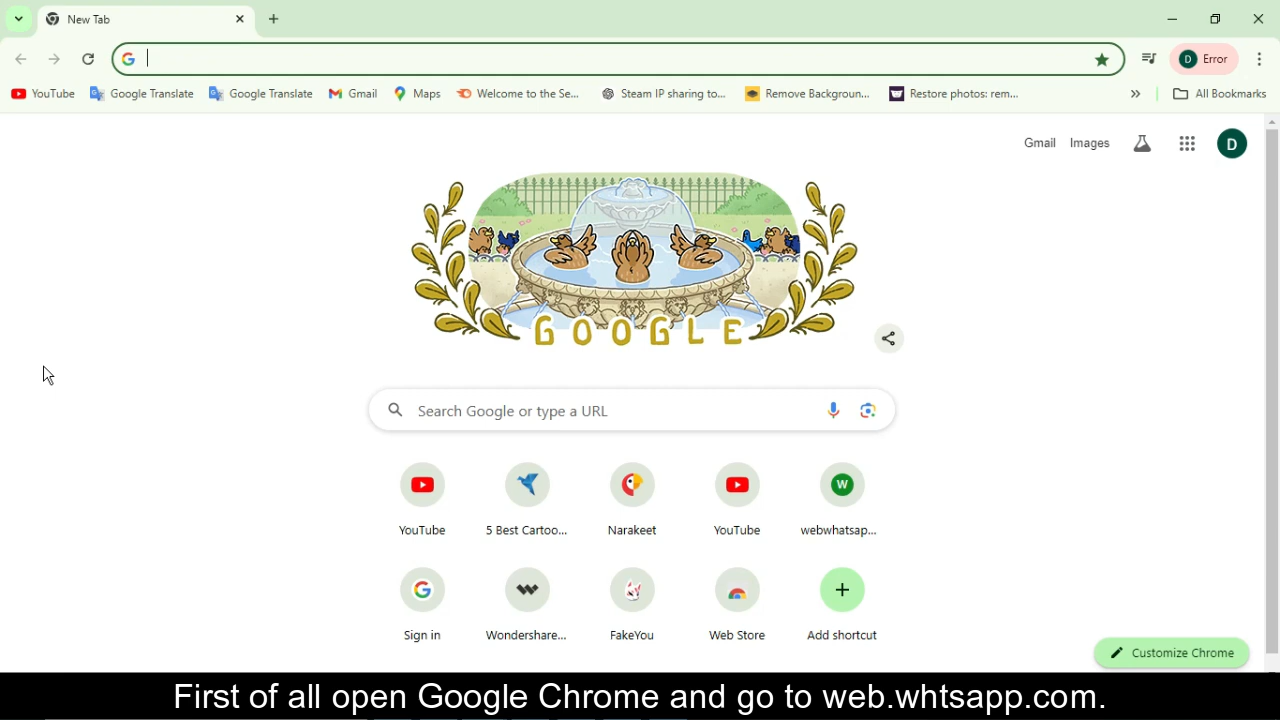 New Tab
D Error
YouTube Google Translate Google Translate Gmail Maps Welcome to the Se... Steam IP sharing to... Remove Backgroun... Restore photos: rem... » All Bookmarks
Gmail Images D
GOOGLE
Search Google or type a URL
W
YouTube 5 Best Cartoo... Narakeet YouTube webwhatsap...
Sign in Wondershare... FakeYou Web Store Add shortcut
Customize Chrome
First of all open Google Chrome and go to web.whtsapp.com.